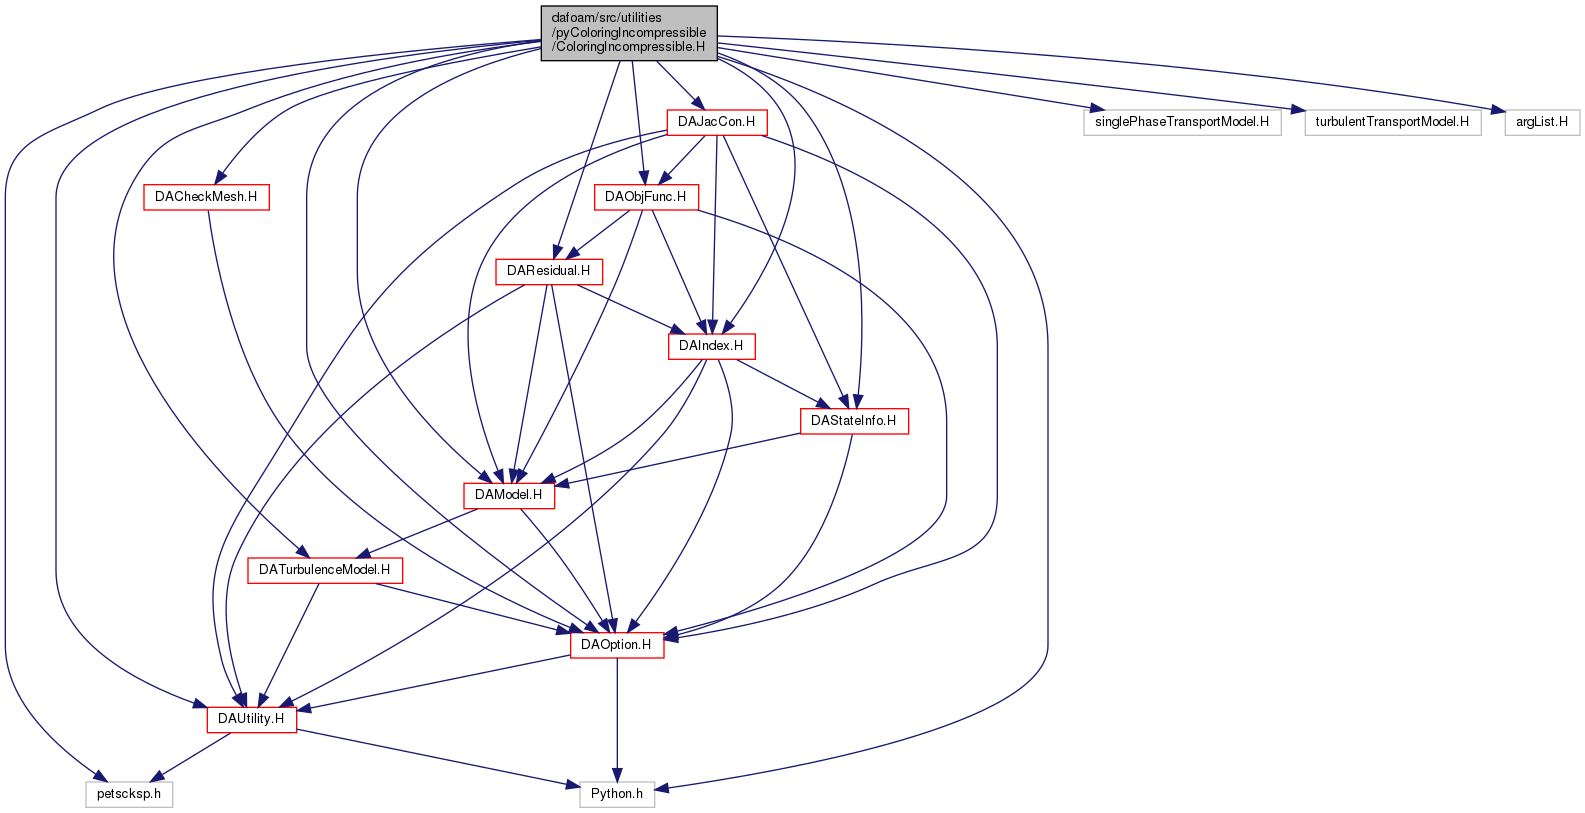 dafoam/src/utilities
/pyColoringIncompressible
/ColoringIncompressible.H
DAJacCon.H
singlePhaseTransportModel.H
turbulentTransportModel.H
argList.H
DACheckMesh.H
DAObjFunc.H
DAResidual.H
DAIndex.H
DAStateInfo.H
DAModel.H
DATurbulenceModel.H
DAOption.H
DAUtility.H
petscksp.h
Python.h